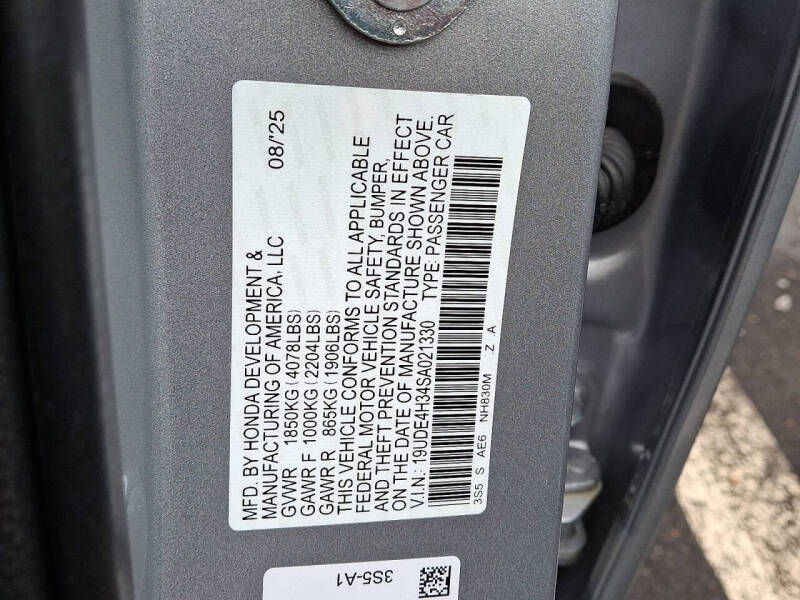 MFD. BY HONDA DEVELOPMENT & 08/'25
MANUFACTURING OF AMERICA, LLC
GVWR 1850KG(4078LBS)
GAWR F 1000KG(2204LBS)
GAWR R 865KG(1908LBS)
THIS VEHICLE CONFORMS TO ALL APPLICABLE
FEDERAL MOTOR VEHICLE SAFETY, BUMPER,
AND THEFT PREVENTION STANDARDS IN EFFECT
ON THE DATE OF MANUFACTURE SHOWN ABOVE.
V.I.N.: 19UDE4H34SA021330 TYPE: PASSENGER CAR
3S5 S AE6 NH830M .Z .A
3S5-A1